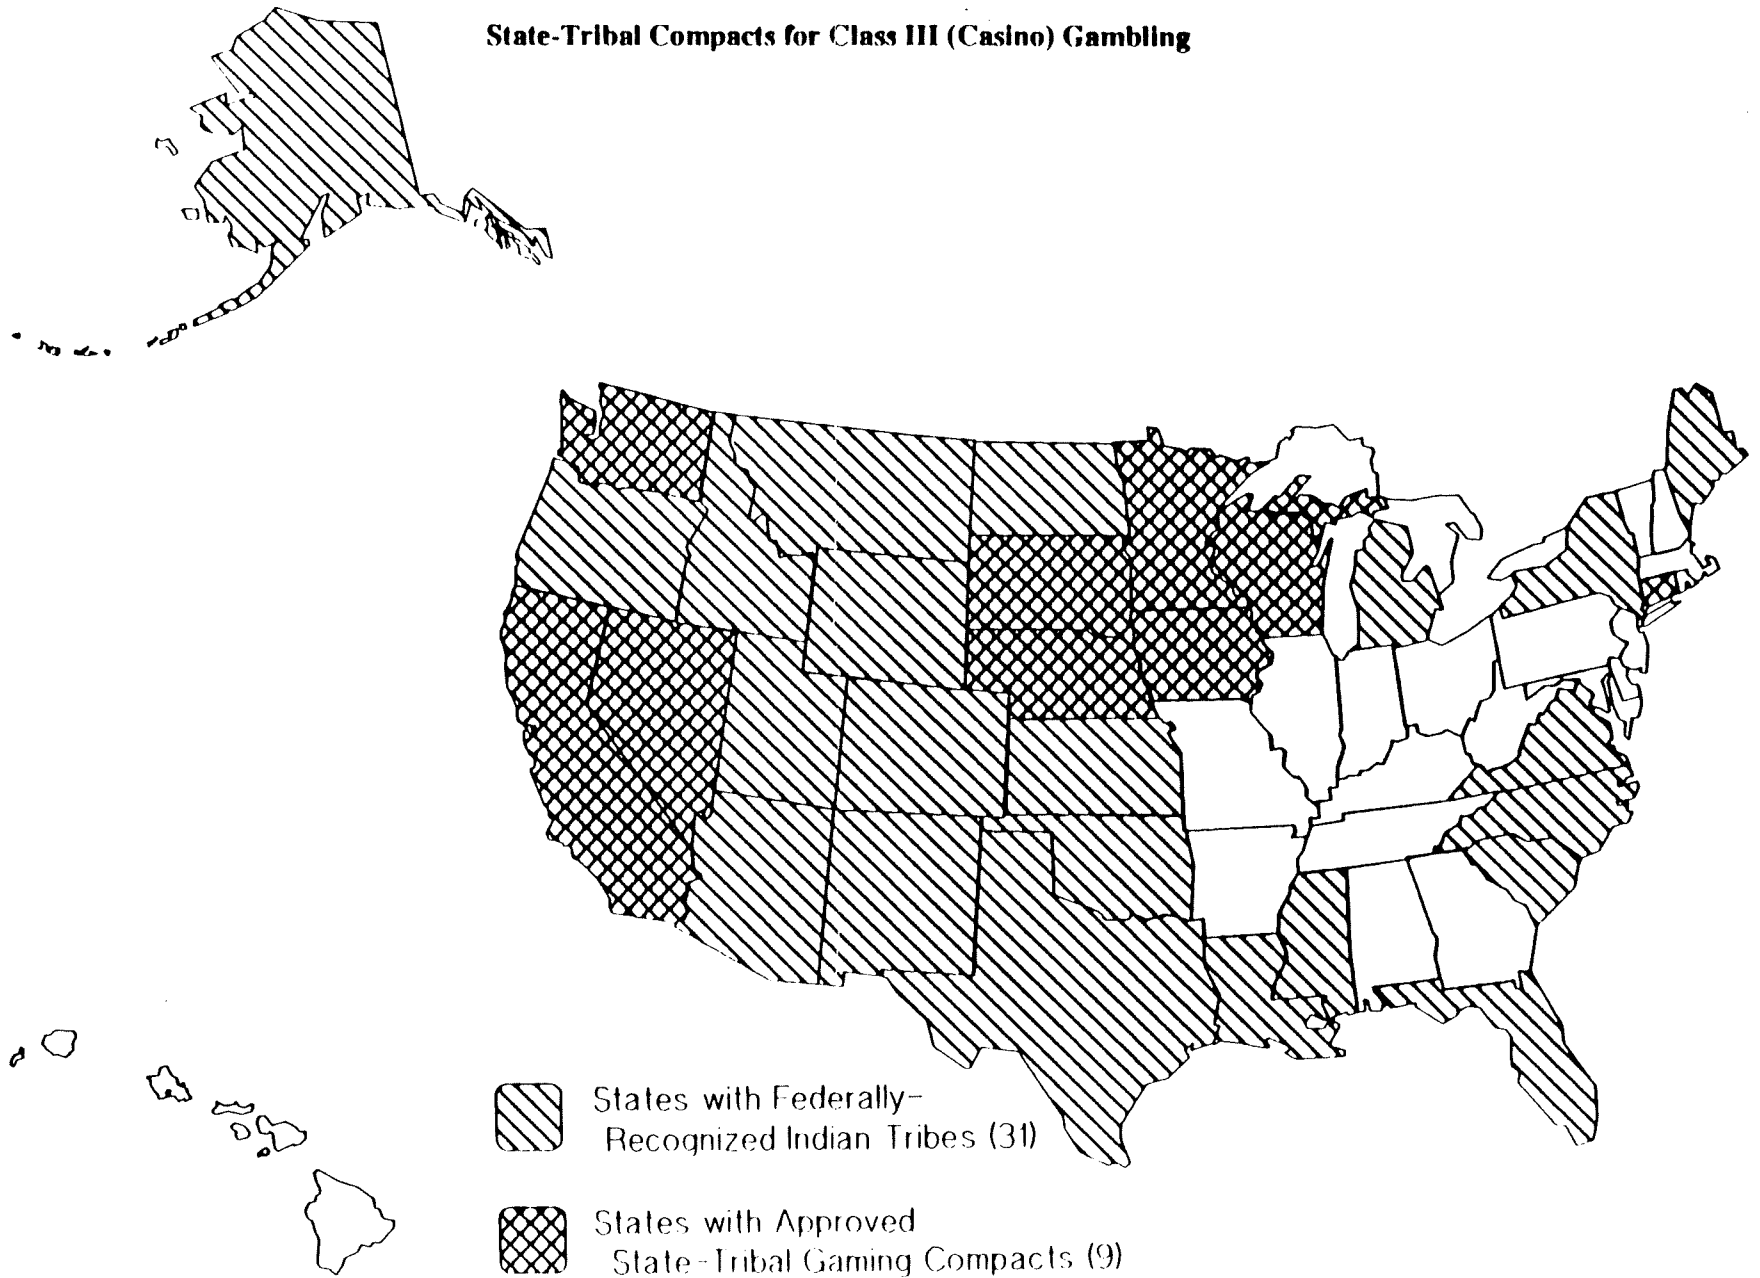 State-Tribal Compacts for Class III (Casino) Gambling
States with Federally-
Recognized Indian Tribes (31)
States with Approved
State-Tribal Gaming Compacts (9)